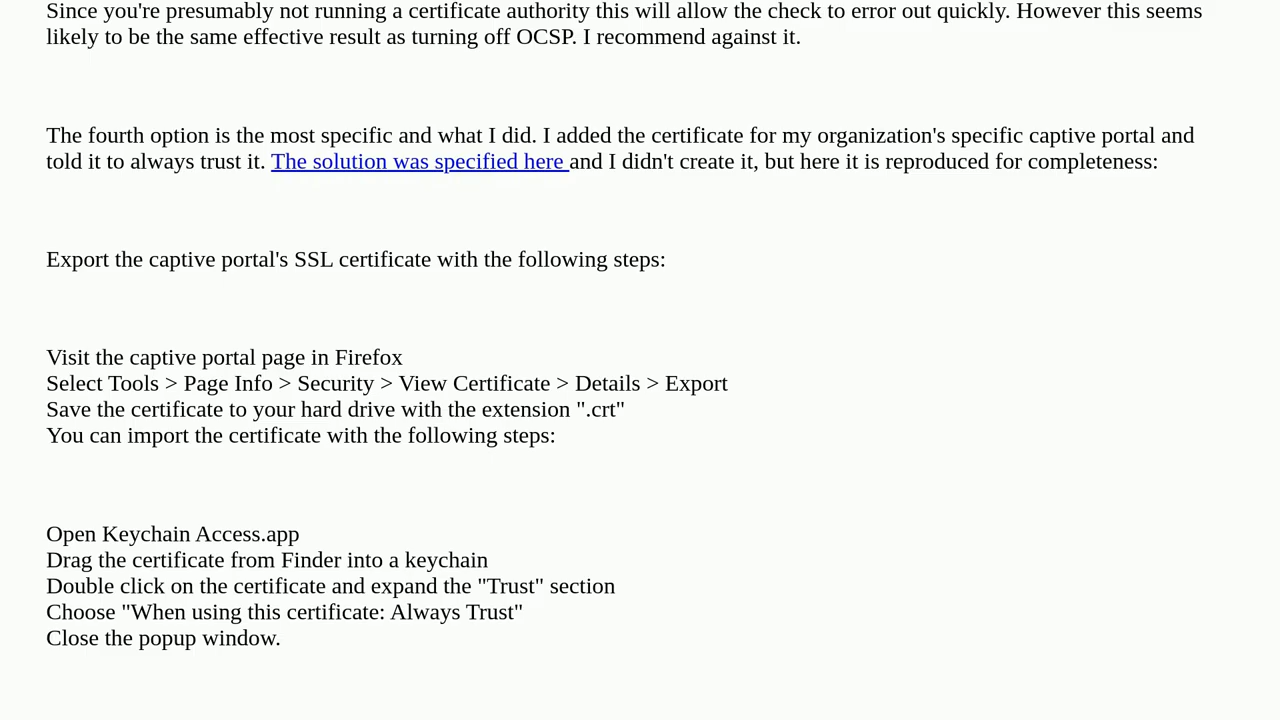 Since you're presumably not running a certificate authority this will allow the check to error out quickly. However this seems
likely to be the same effective result as turning off OCSP. I recommend against it.
The fourth option is the most specific and what I did. I added the certificate for my organization's specific captive portal and
told it to always trust it. The solution was specified here and I didn't create it, but here it is reproduced for completeness:
Export the captive portal's SSL certificate with the following steps:
Visit the captive portal page in Firefox
Select Tools > Page Info > Security > View Certificate > Details > Export
Save the certificate to your hard drive with the extension ".crt"
You can import the certificate with the following steps:
Open Keychain Access.app
Drag the certificate from Finder into a keychain
Double click on the certificate and expand the "Trust" section
Choose "When using this certificate: Always Trust"
Close the popup window.